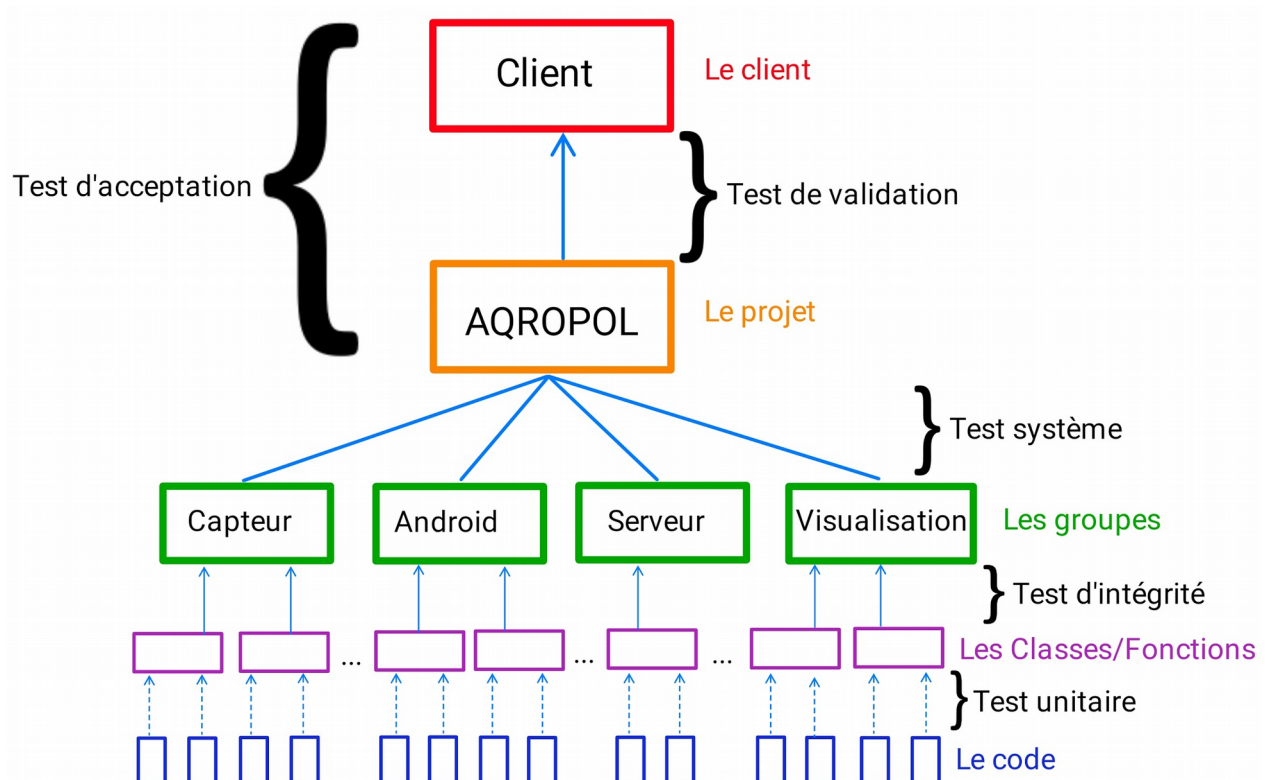 Client
Le client
Test d'acceptation
Test de validation
AQROPOL
Le projet
Test système
Capteur
Android
Serveur
Visualisation
Les groupes
Test d'intégrité
...
...
...
Les Classes/Fonctions
Test unitaire
Le code